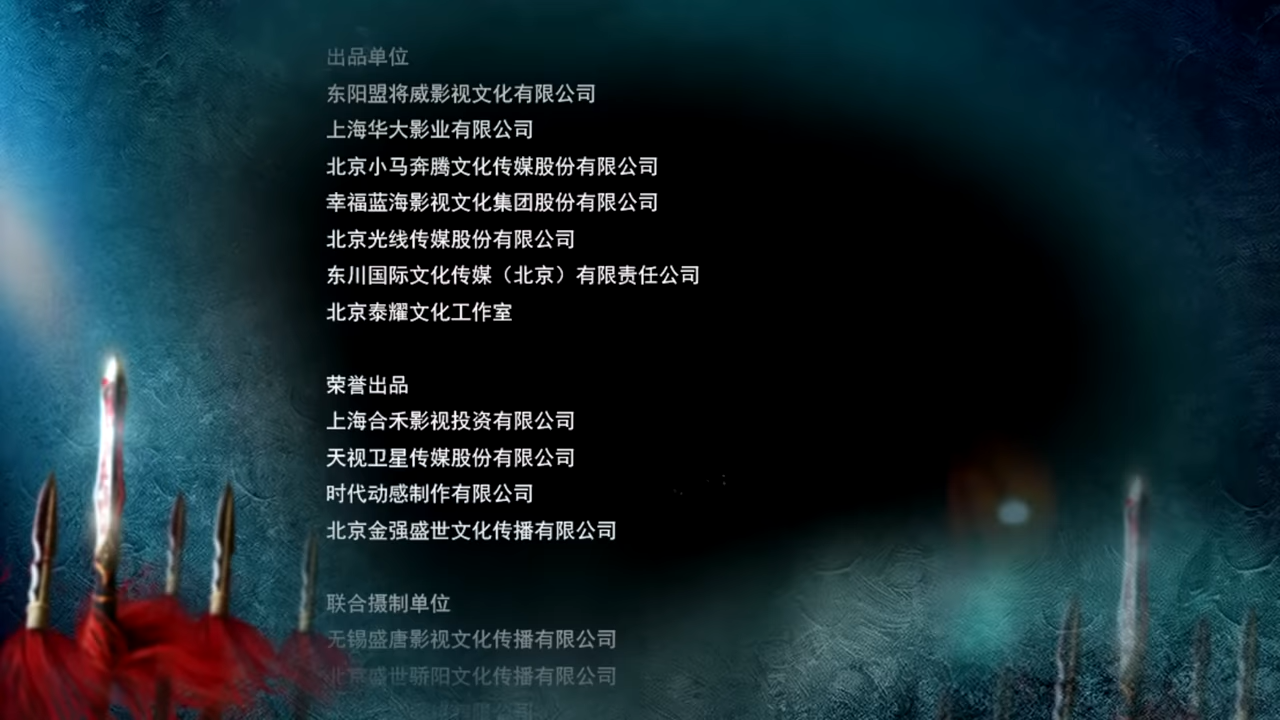 出品单位
东阳盟将威影视文化有限公司
上海华大影业有限公司
北京小马奔腾文化传媒股份有限公司
幸福蓝海影视文化集团股份有限公司
北京光线传媒股份有限公司
东川国际文化传媒（北京）有限责任公司
北京泰耀文化工作室
荣誉出品
上海合禾影视投资有限公司
天视卫星传媒股份有限公司
时代动感制作有限公司
北京金强盛世文化传播有限公司
联合摄制单位
无锡盛唐影视文化传播有限公司
北京盛世骄阳文化传播有限公司